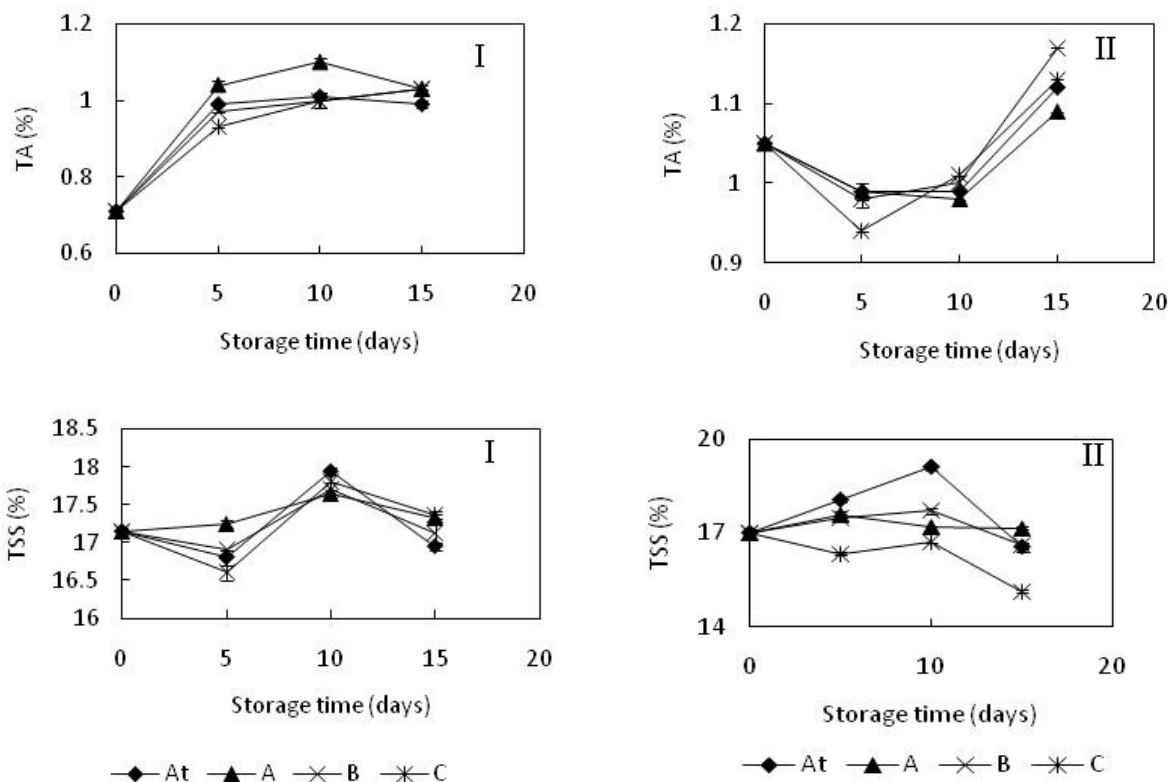 1.2
1
0.8
0.6
TA (%)
I
0 5 10 15 20
Storage time (days)
1.2
1.1
1
0.9
TA (%)
II
0 5 10 15 20
Storage time (days)
18.5
18
17.5
17
16.5
16
TSS (%)
I
0 5 10 15 20
Storage time (days)
At A B C
20
17
14
TSS (%)
II
0 10 20
Storage time (days)
At A B C